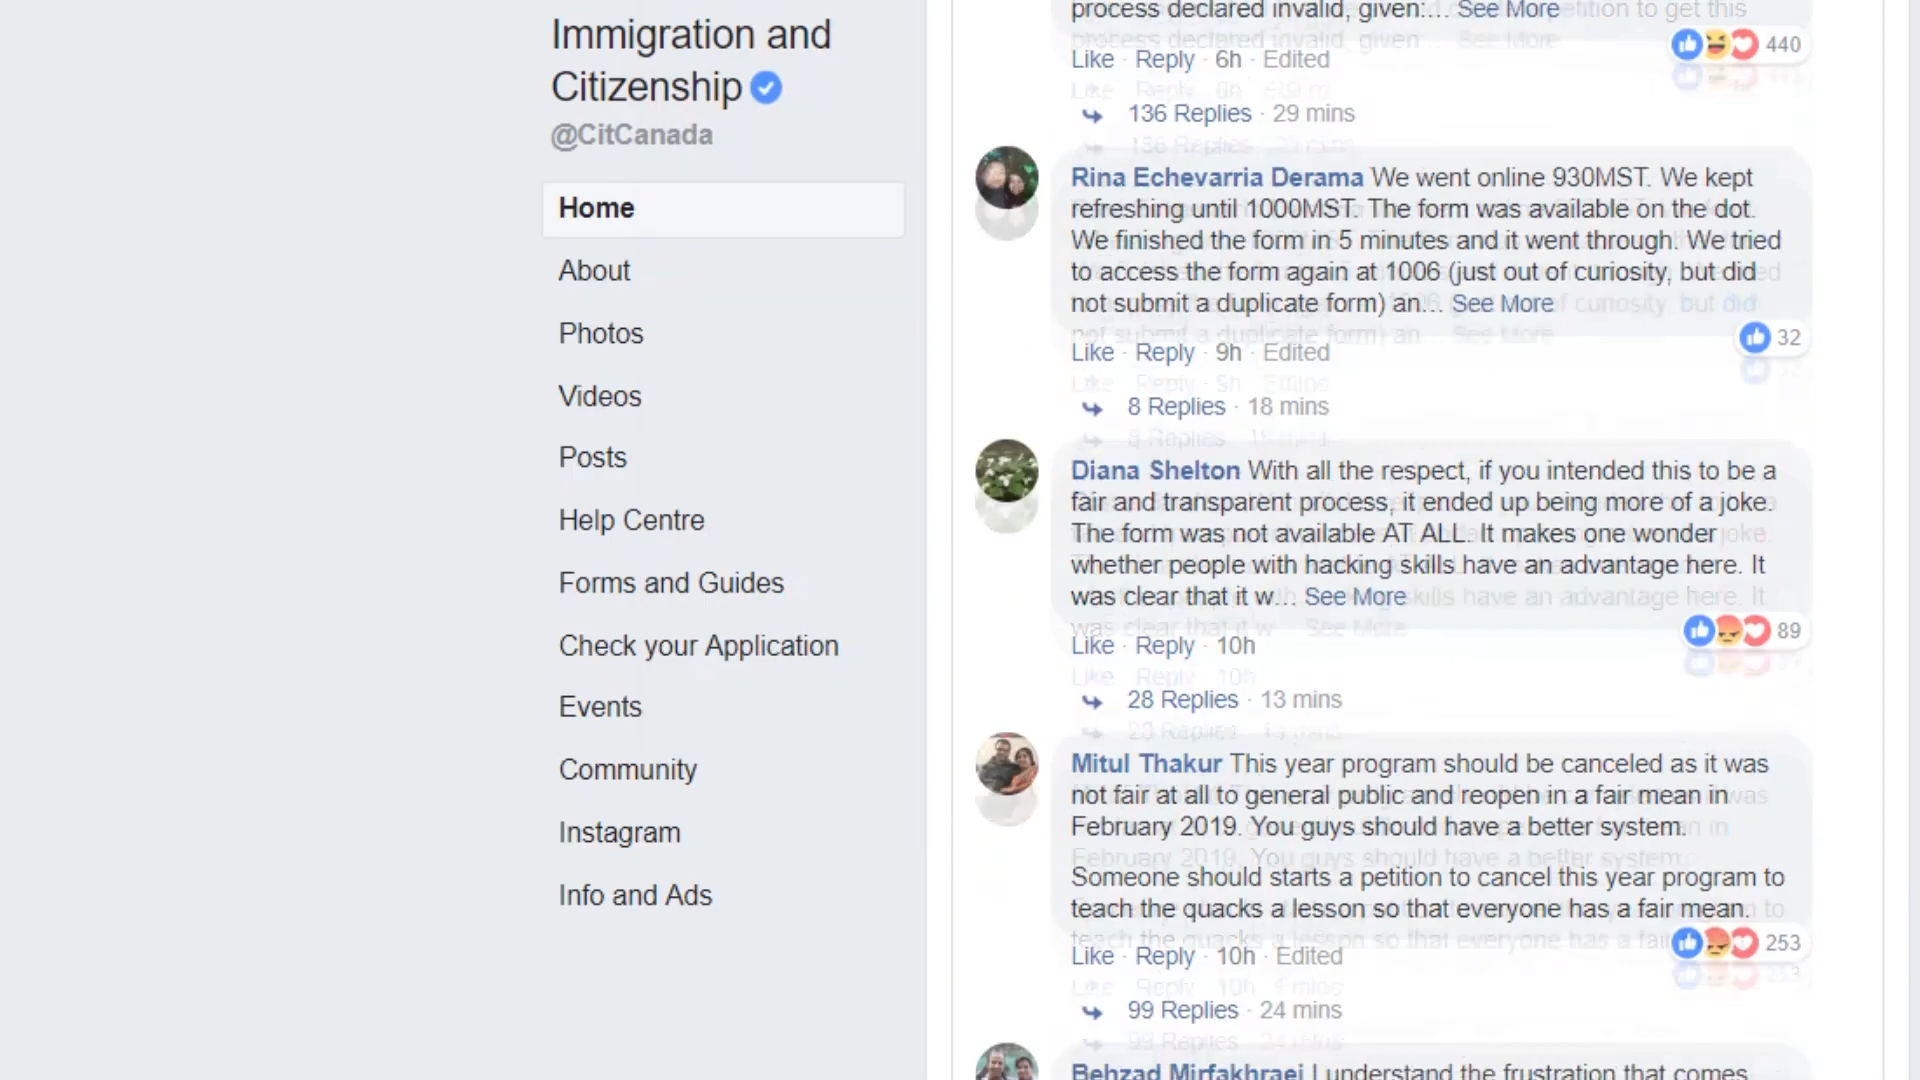 Immigration and
Citizenship
@CitCanada
Home
About
Photos
Videos
Posts
Help Centre
Forms and Guides
Check your Application
Events
Community
Instagram
Info and Ads
process declared invalid, given:... See More
440
Like · Reply · 6h · Edited
136 Replies · 29 mins
Rina Echevarria Derama We went online 930MST. We kept
refreshing until 1000MST. The form was available on the dot.
We finished the form in 5 minutes and it went through. We tried
to access the form again at 1006 (just out of curiosity, but did
not submit a duplicate form) an... See More
32
Like · Reply · 9h · Edited
8 Replies · 18 mins
Diana Shelton With all the respect, if you intended this to be a
fair and transparent process, it ended up being more of a joke.
The form was not available AT ALL. It makes one wonder
whether people with hacking skills have an advantage here. It
was clear that it w... See More
89
Like · Reply · 10h
28 Replies · 13 mins
Mitul Thakur This year program should be canceled as it was
not fair at all to general public and reopen in a fair mean in
February 2019. You guys should have a better system.
Someone should starts a petition to cancel this year program to
teach the quacks a lesson so that everyone has a fair mean.
253
Like · Reply · 10h · Edited
99 Replies · 24 mins
Behzad Mirfakhraei I understand the frustration that comes